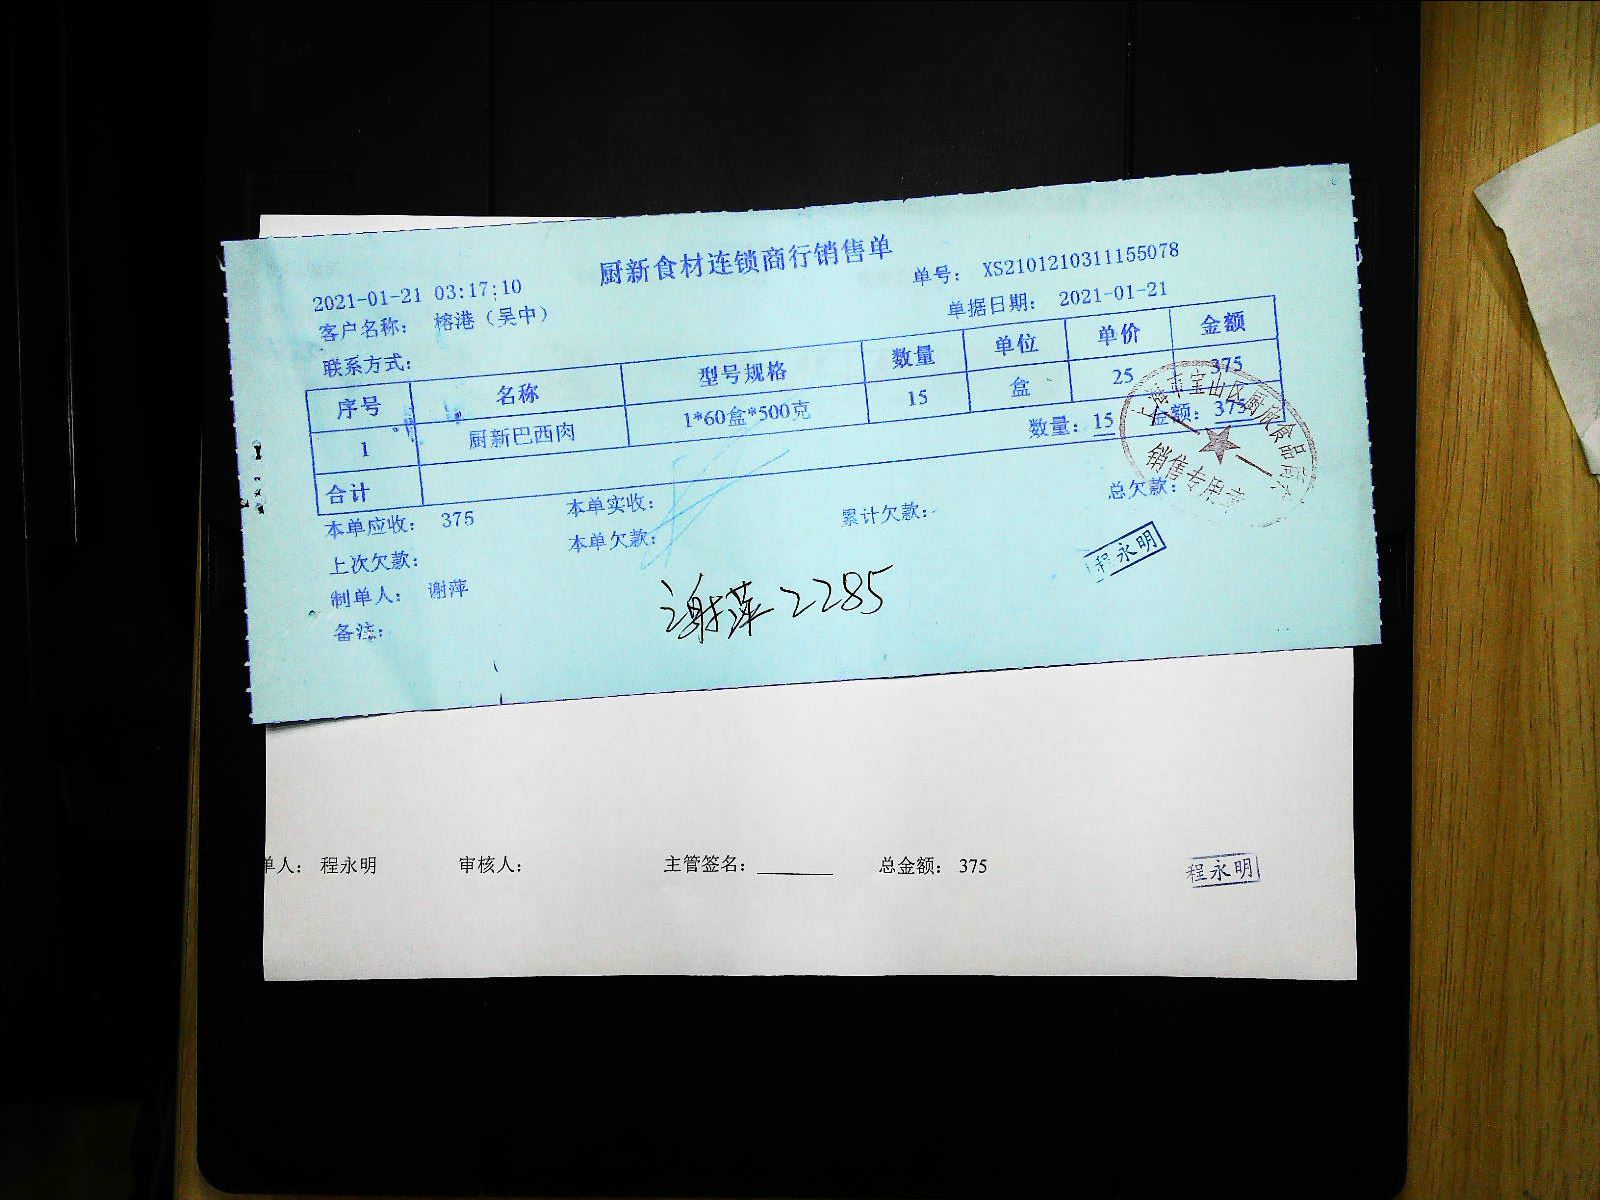 厨新食材连锁商行销售单
2021-01-21 03:17:10
单号： XS2101210311155078
客户名称： 榕港（吴中）
单据日期： 2021-01-21
联系方式：
序号 名称 型号规格 数量 单位 单价 金额
1 厨新巴西肉 1*60盒*500克 15 盒 25 375
合计 数量：15 金额：375
本单应收： 375 本单实收：
上次欠款： 本单欠款： 累计欠款： 总欠款：
制单人： 谢萍
备注：
谢萍 2285
销售专用章
程永明
单人： 程永明 审核人： 主管签名： 总金额： 375
程永明